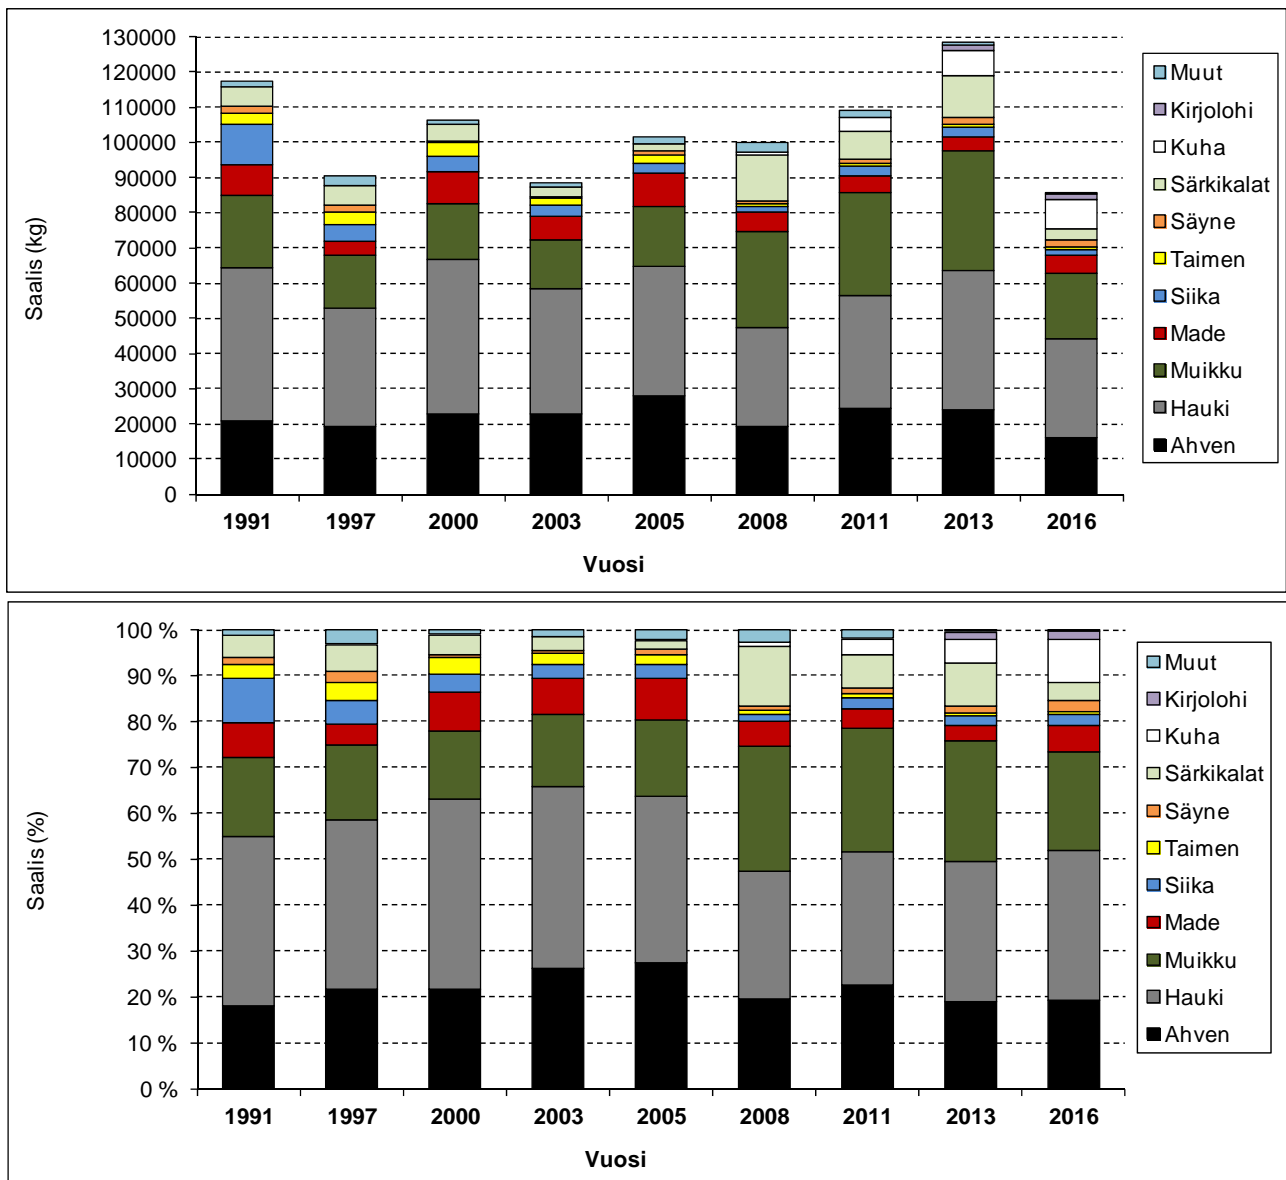 130000
120000
110000
100000
90000
80000
70000
60000
50000
40000
30000
20000
10000
0
Saalis (kg)
1991 1997 2000 2003 2005 2008 2011 2013 2016
Vuosi
Muut
Kirjolohi
Kuha
Särkikalat
Säyne
Taimen
Siika
Made
Muikku
Hauki
Ahven
100 %
90 %
80 %
70 %
60 %
50 %
40 %
30 %
20 %
10 %
0 %
Saalis (%)
1991 1997 2000 2003 2005 2008 2011 2013 2016
Vuosi
Muut
Kirjolohi
Kuha
Särkikalat
Säyne
Taimen
Siika
Made
Muikku
Hauki
Ahven